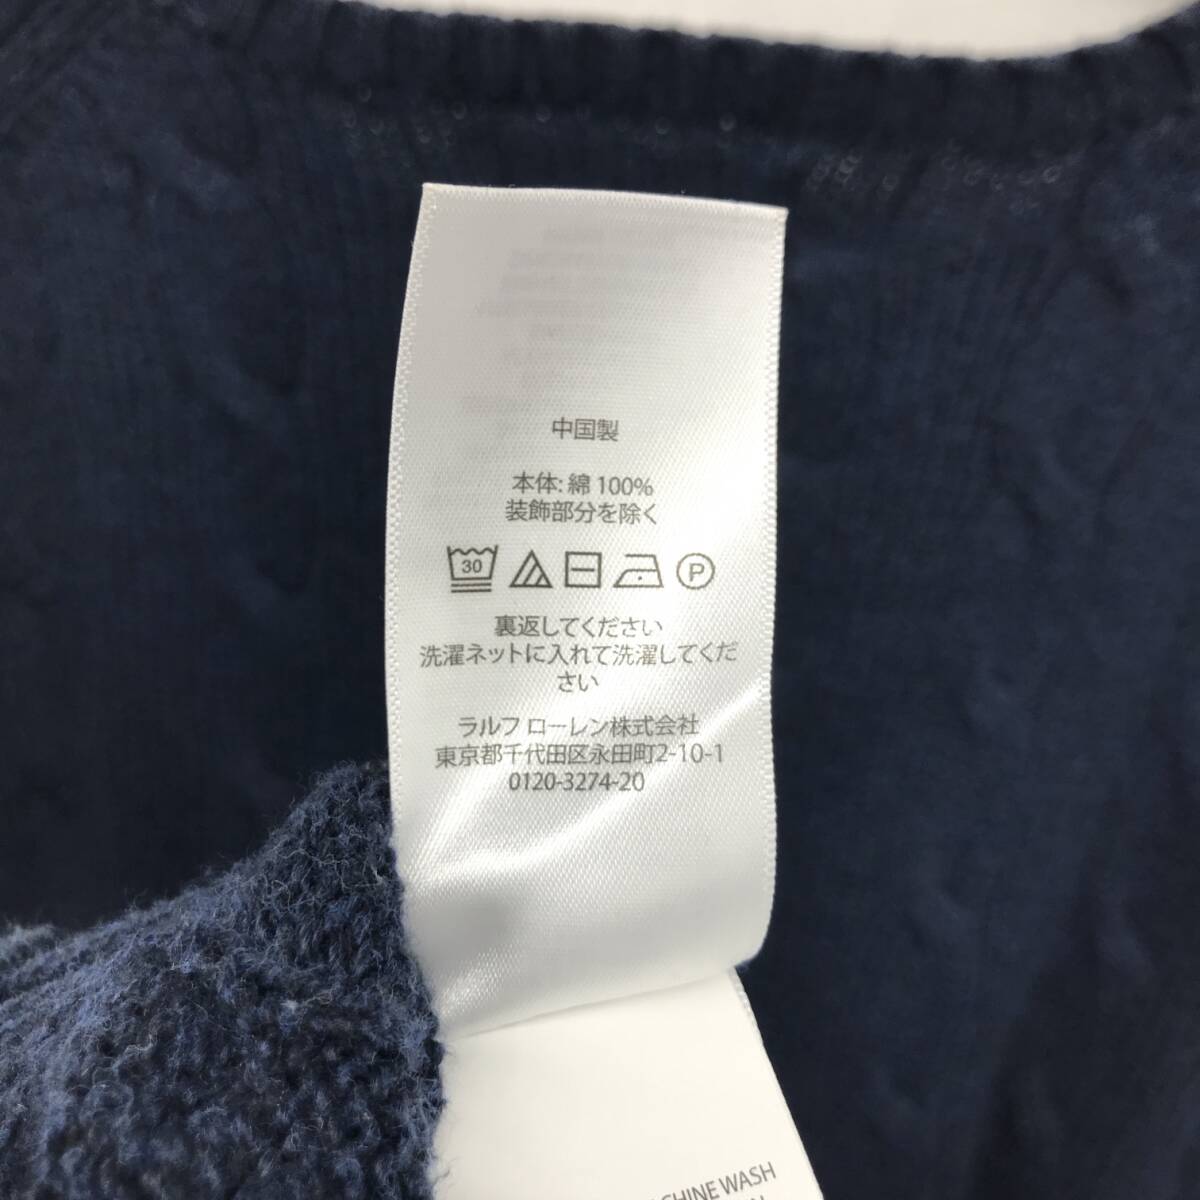 中国製
本体: 綿 100%
装飾部分を除く
30 P
裏返してください
洗濯ネットに入れて洗濯してくだ
さい
ラルフ ローレン株式会社
東京都千代田区永田町2-10-1
0120-3274-20
WASH